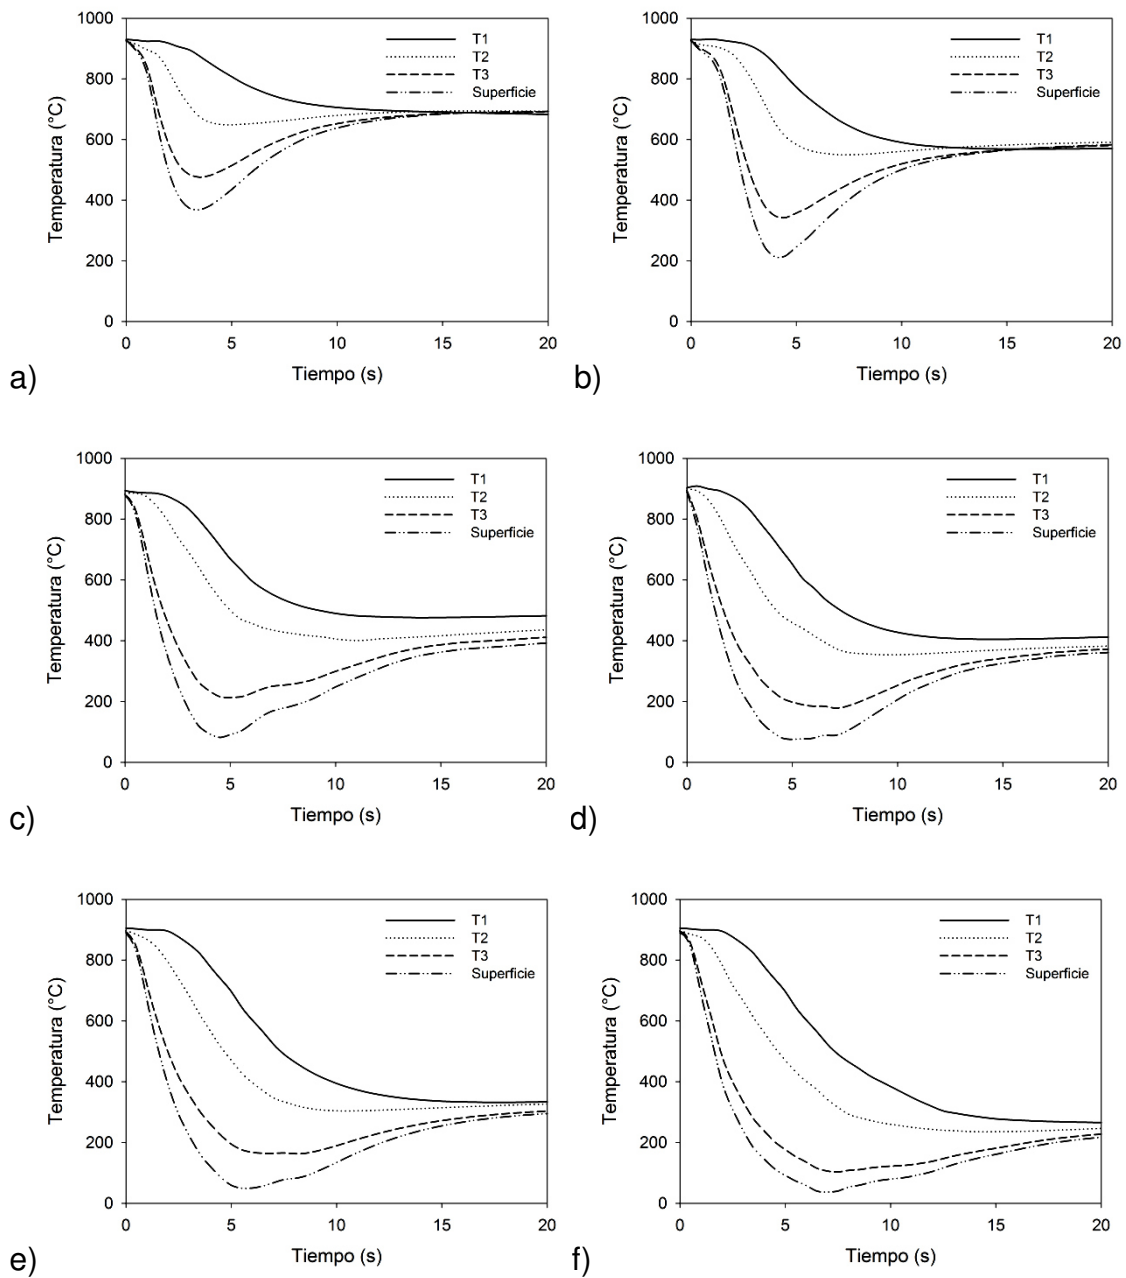 1000
800
600
400
200
0
Temperatura (°C)
T1
T2
T3
Superficie
0 5 10 15 20
Tiempo (s)
a)
1000
800
600
400
200
0
Temperatura (°C)
T1
T2
T3
Superficie
0 5 10 15 20
Tiempo (s)
b)
1000
800
600
400
200
0
Temperatura (°C)
T1
T2
T3
Superficie
0 5 10 15 20
Tiempo (s)
c)
1000
800
600
400
200
0
Temperatura (°C)
T1
T2
T3
Superficie
0 5 10 15 20
Tiempo (s)
d)
1000
800
600
400
200
0
Temperatura (°C)
T1
T2
T3
Superficie
0 5 10 15 20
Tiempo (s)
e)
1000
800
600
400
200
0
Temperatura (°C)
T1
T2
T3
Superficie
0 5 10 15 20
Tiempo (s)
f)